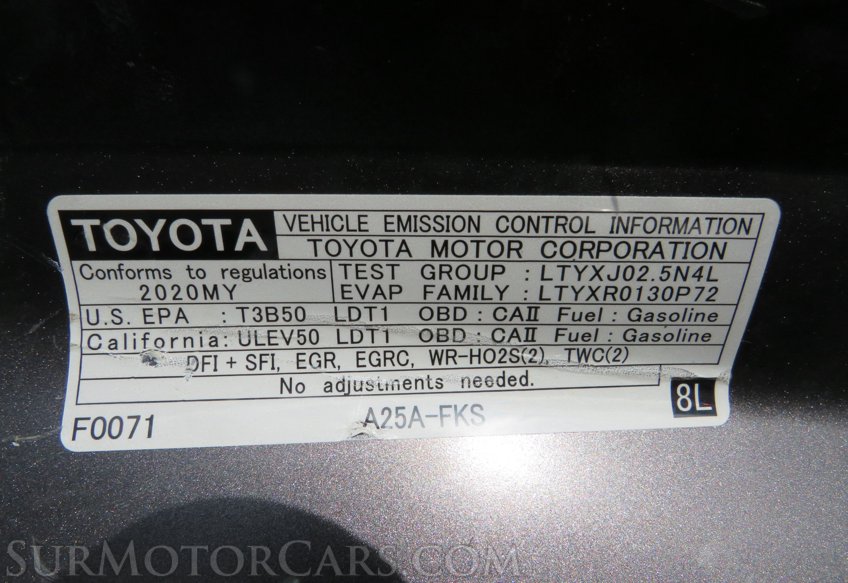 TOYOTA VEHICLE EMISSION CONTROL INFORMATION
TOYOTA MOTOR CORPORATION
Conforms to regulations TEST GROUP : LTYXJ02.5N4L
2020MY EVAP FAMILY : LTYXR0130P72
U.S. EPA : T3B50 LDT1 OBD : CAⅡ Fuel : Gasoline
California: ULEV50 LDT1 OBD : CAⅡ Fuel : Gasoline
DFI + SFI, EGR, EGRC, WR-HO2S(2), TWC(2)
No adjustments needed.
8L
F0071 A25A-FKS
SurMotorCars.com